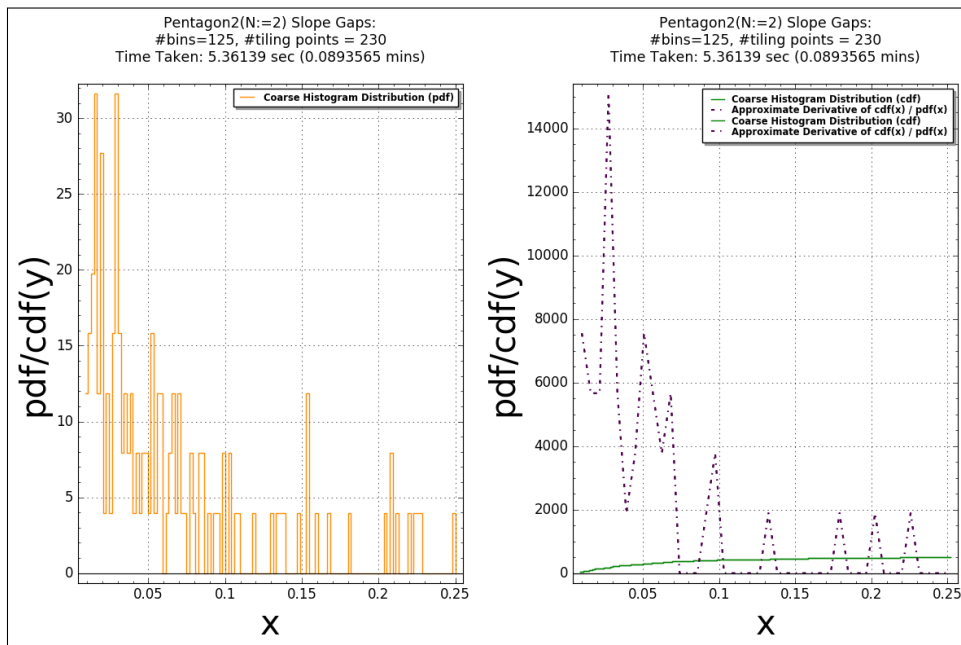 Pentagon2(N:=2) Slope Gaps:
#bins=125, #tiling points = 230
Time Taken: 5.36139 sec (0.0893565 mins)
Coarse Histogram Distribution (pdf)
30
25
20
15
10
5
0
pdf/cdf(y)
0.05
0.1
0.15
0.2
0.25
x
Pentagon2(N:=2) Slope Gaps:
#bins=125, #tiling points = 230
Time Taken: 5.36139 sec (0.0893565 mins)
Coarse Histogram Distribution (cdf)
Approximate Derivative of cdf(x) / pdf(x)
Coarse Histogram Distribution (cdf)
Approximate Derivative of cdf(x) / pdf(x)
14000
12000
10000
8000
6000
4000
2000
0
pdf/cdf(y)
0.05
0.1
0.15
0.2
0.25
x